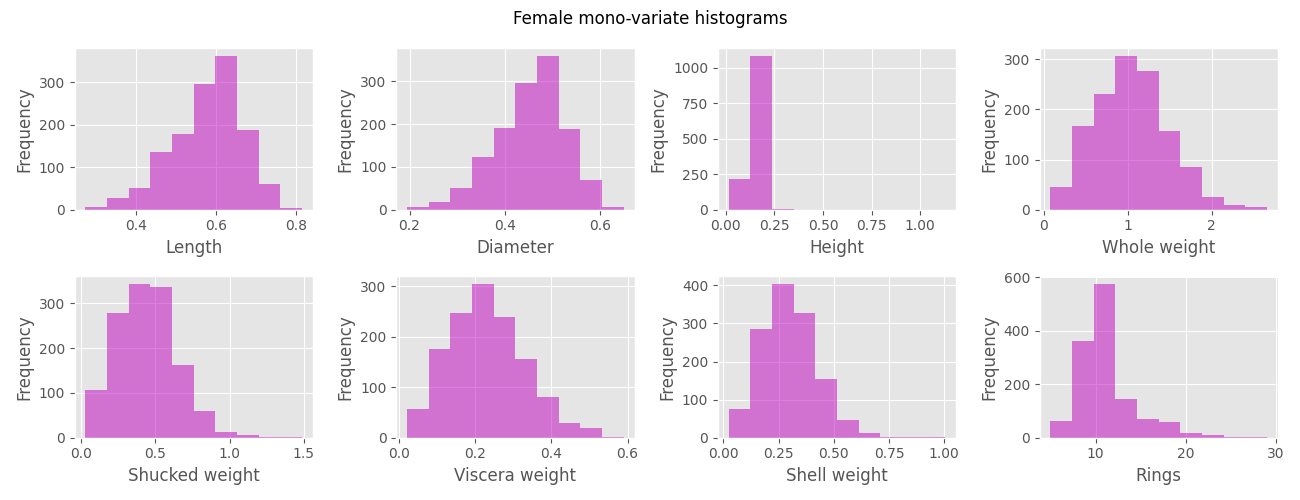 Female mono-variate histograms
Frequency
300
200
100
0
0.4 0.6 0.8
Length
Frequency
300
200
100
0
0.2 0.4 0.6
Diameter
Frequency
1000
750
500
250
0
0.00 0.25 0.50 0.75 1.00
Height
Frequency
300
200
100
0
0 1 2
Whole weight
Frequency
300
200
100
0
0.0 0.5 1.0 1.5
Shucked weight
Frequency
300
200
100
0
0.0 0.2 0.4 0.6
Viscera weight
Frequency
400
300
200
100
0
0.00 0.25 0.50 0.75 1.00
Shell weight
Frequency
600
400
200
0
10 20 30
Rings